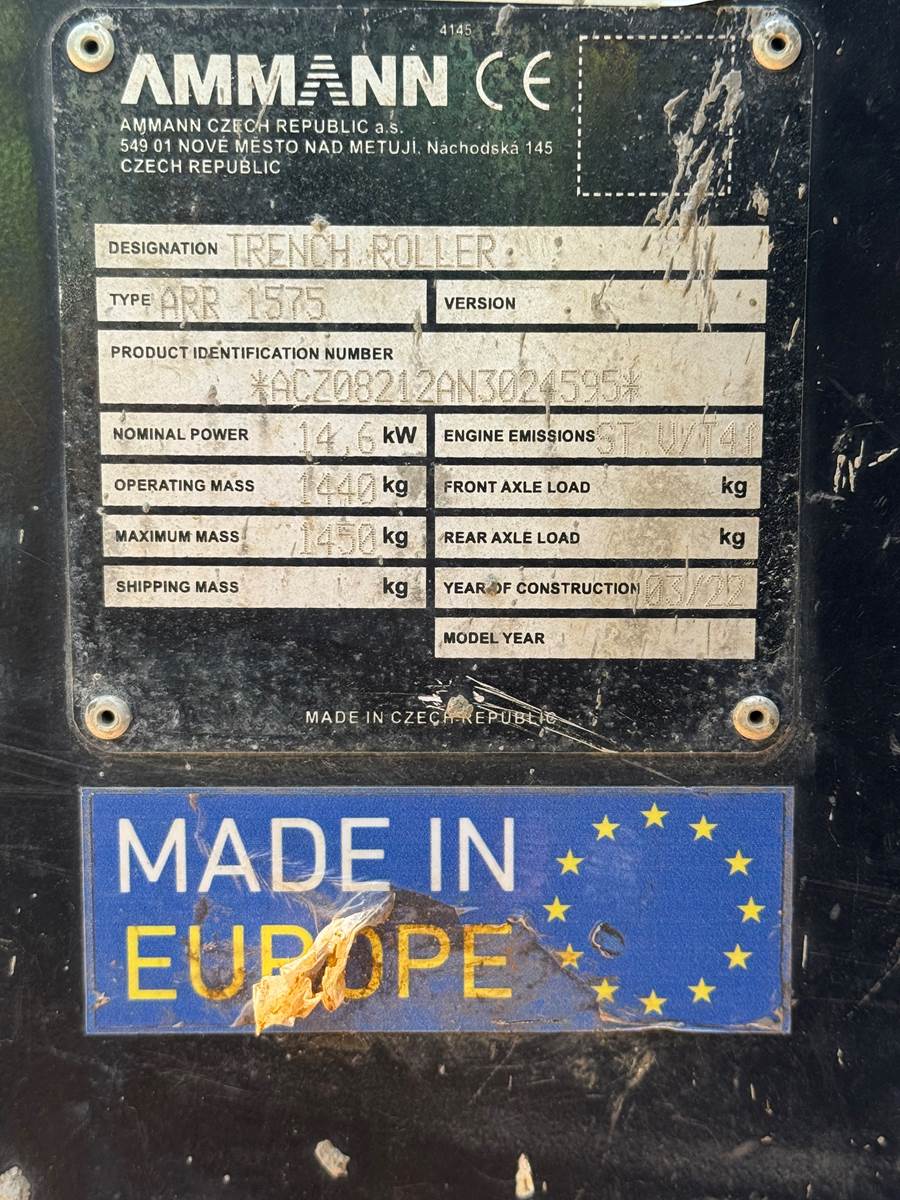 4145
AMMANN CE
AMMANN CZECH REPUBLIC a.s.
549 01 NOVÉ MĚSTO NAD METUJÍ, Náchodská 145
CZECH REPUBLIC
DESIGNATION TRENCH ROLLER
TYPE ARR 1575 VERSION
PRODUCT IDENTIFICATION NUMBER
*ACZ08212AN3024595*
NOMINAL POWER 14,6 kW ENGINE EMISSIONS ST.V/T4f
OPERATING MASS 1440 kg FRONT AXLE LOAD kg
MAXIMUM MASS 1450 kg REAR AXLE LOAD kg
SHIPPING MASS kg YEAR OF CONSTRUCTION 03/22
MODEL YEAR
MADE IN CZECH REPUBLIC
MADE IN
EUROPE